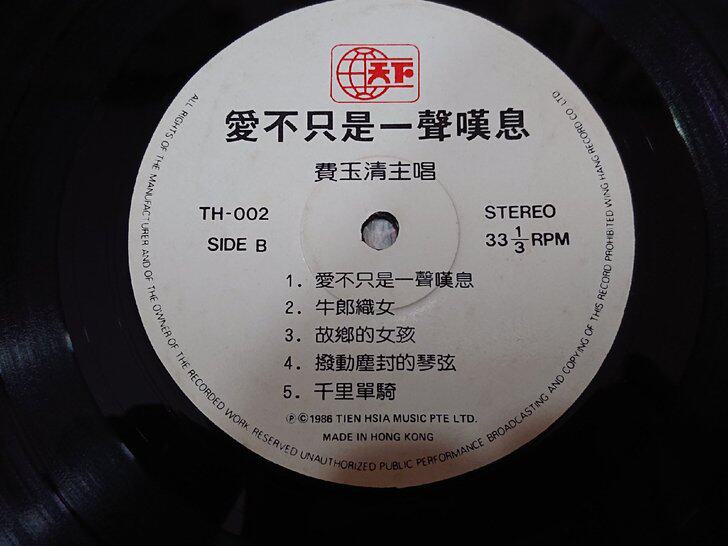 天下
愛不只是一聲嘆息
費玉清主唱
TH-002
SIDE B
STEREO
33 1/3 RPM
1. 愛不只是一聲嘆息
2. 牛郎織女
3. 故鄉的女孩
4. 撥動塵封的琴弦
5. 千里單騎
Ⓟ©1986 TIEN HSIA MUSIC PTE LTD.
MADE IN HONG KONG
ALL RIGHTS OF THE MANUFACTURER AND OF THE OWNER OF THE RECORDED WORK RESERVED UNAUTHORIZED PUBLIC PERFORMANCE BROADCASTING AND COPYING OF THIS RECORD PROHIBITED WING HANG RECORD CO LTD